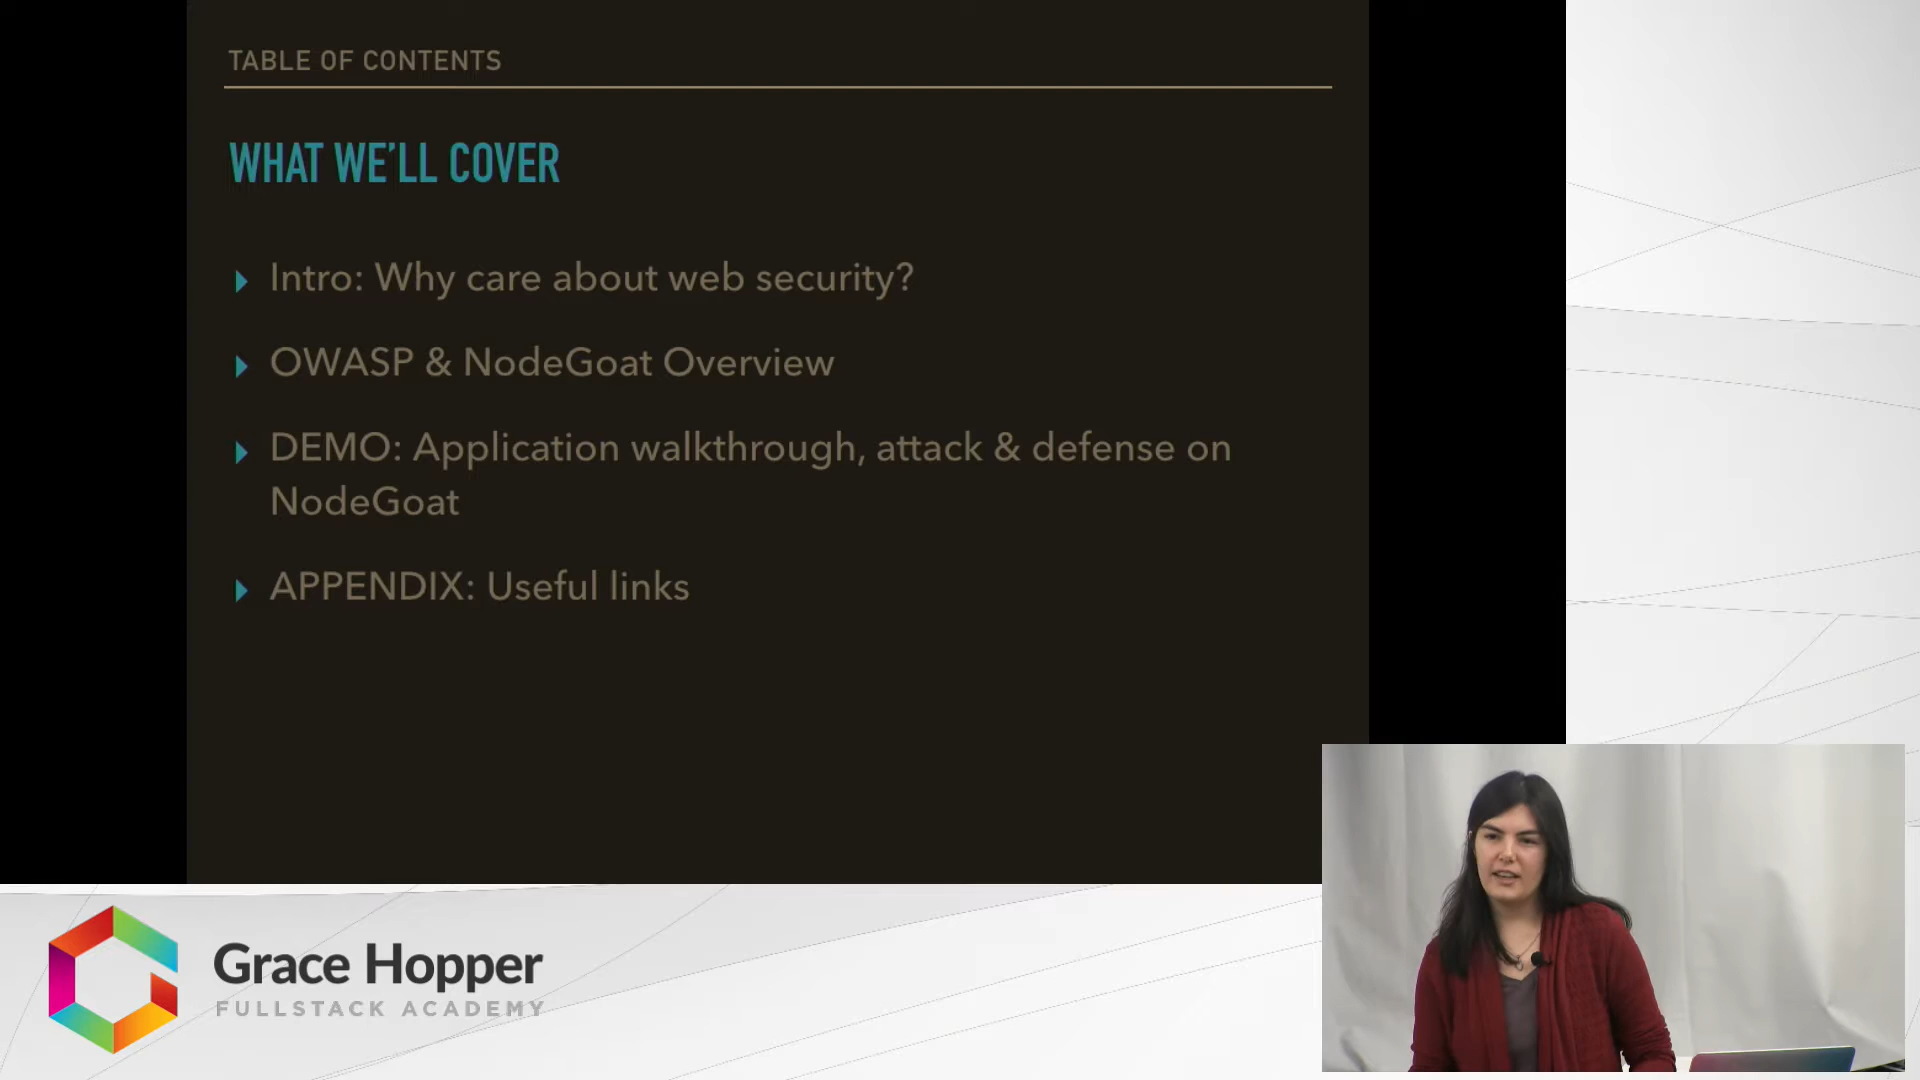 TABLE OF CONTENTS
WHAT WE'LL COVER
Intro: Why care about web security?
OWASP & NodeGoat Overview
DEMO: Application walkthrough, attack & defense on
NodeGoat
APPENDIX: Useful links
Grace Hopper
FULLSTACK ACADEMY